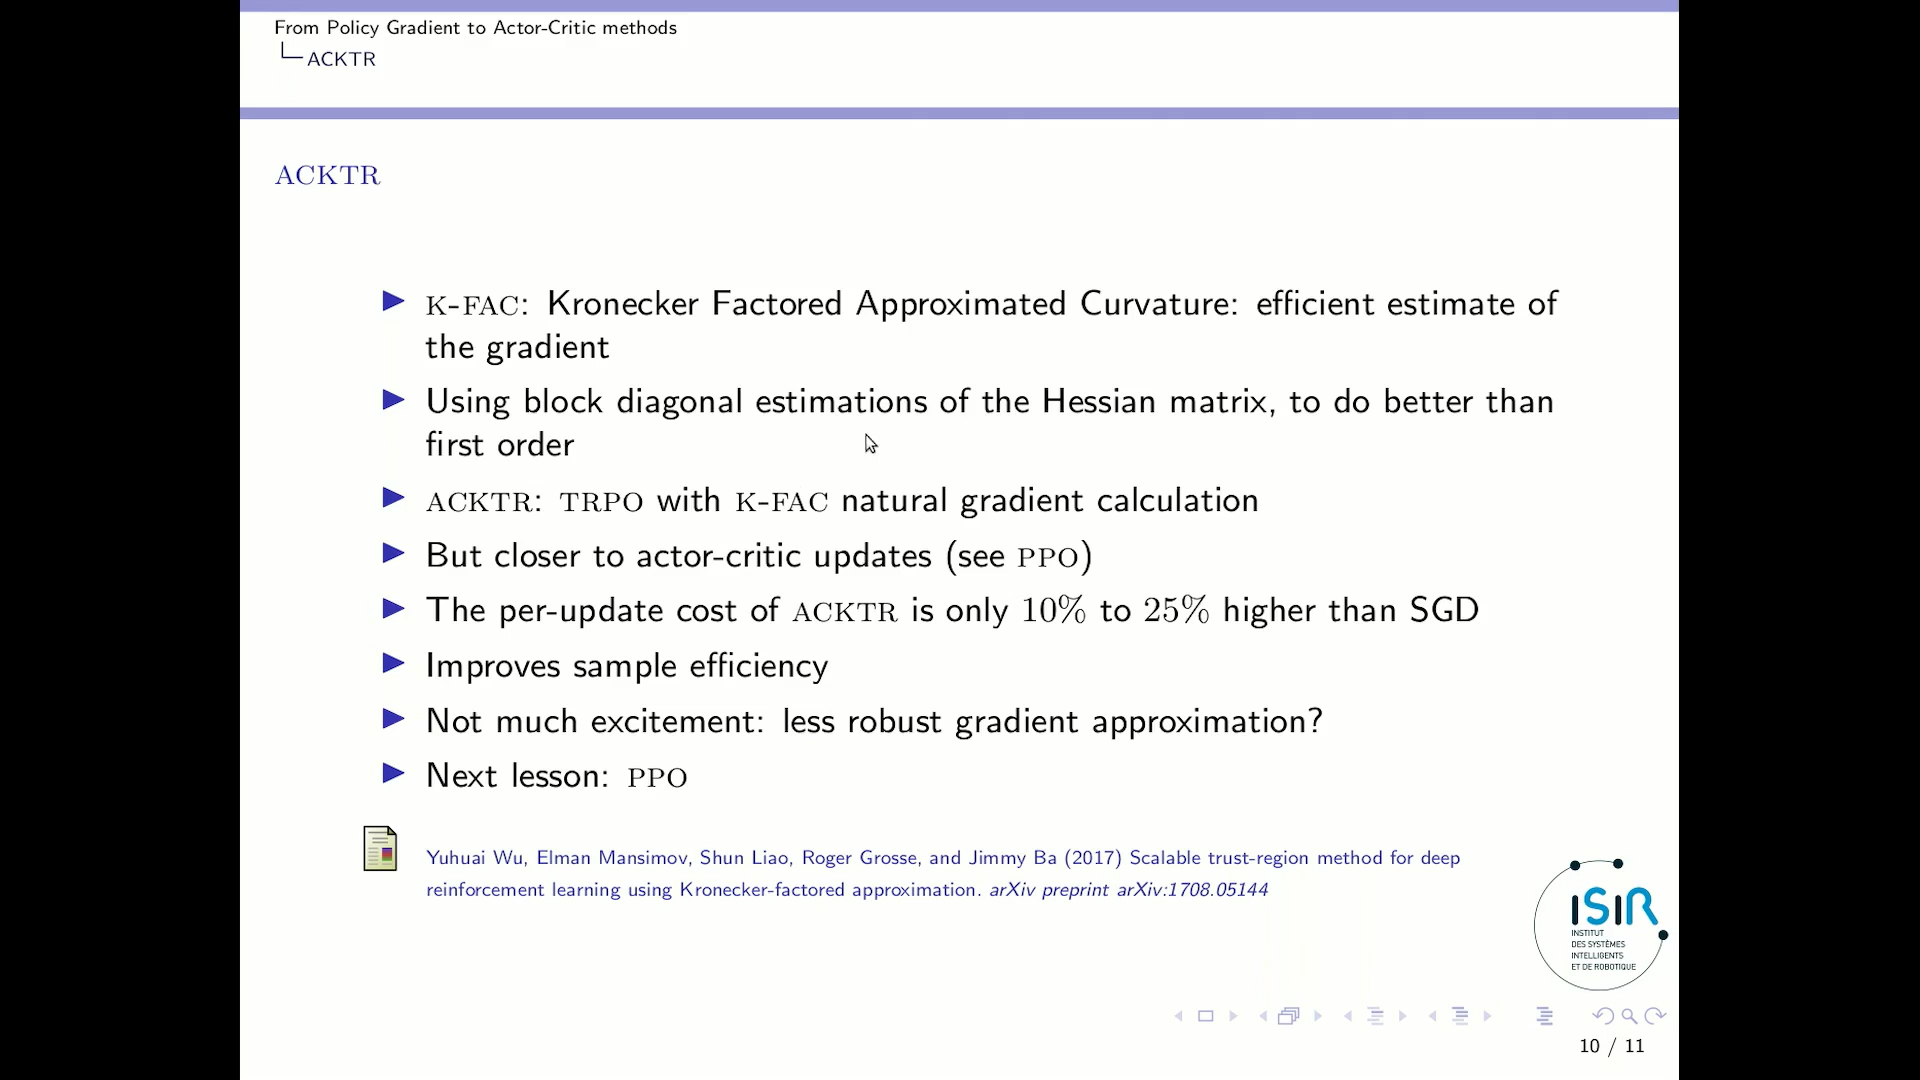 From Policy Gradient to Actor-Critic methods
ACKTR
ACKTR
K-FAC: Kronecker Factored Approximated Curvature: efficient estimate of
the gradient
Using block diagonal estimations of the Hessian matrix, to do better than
first order
ACKTR: TRPO with K-FAC natural gradient calculation
But closer to actor-critic updates (see PPO)
The per-update cost of ACKTR is only 10% to 25% higher than SGD
Improves sample efficiency
Not much excitement: less robust gradient approximation?
Next lesson: PPO
Yuhuai Wu, Elman Mansimov, Shun Liao, Roger Grosse, and Jimmy Ba (2017) Scalable trust-region method for deep
reinforcement learning using Kronecker-factored approximation. arXiv preprint arXiv:1708.05144
ISIR
INSTITUT
DES SYSTÈMES
INTELLIGENTS
ET DE ROBOTIQUE
10 / 11